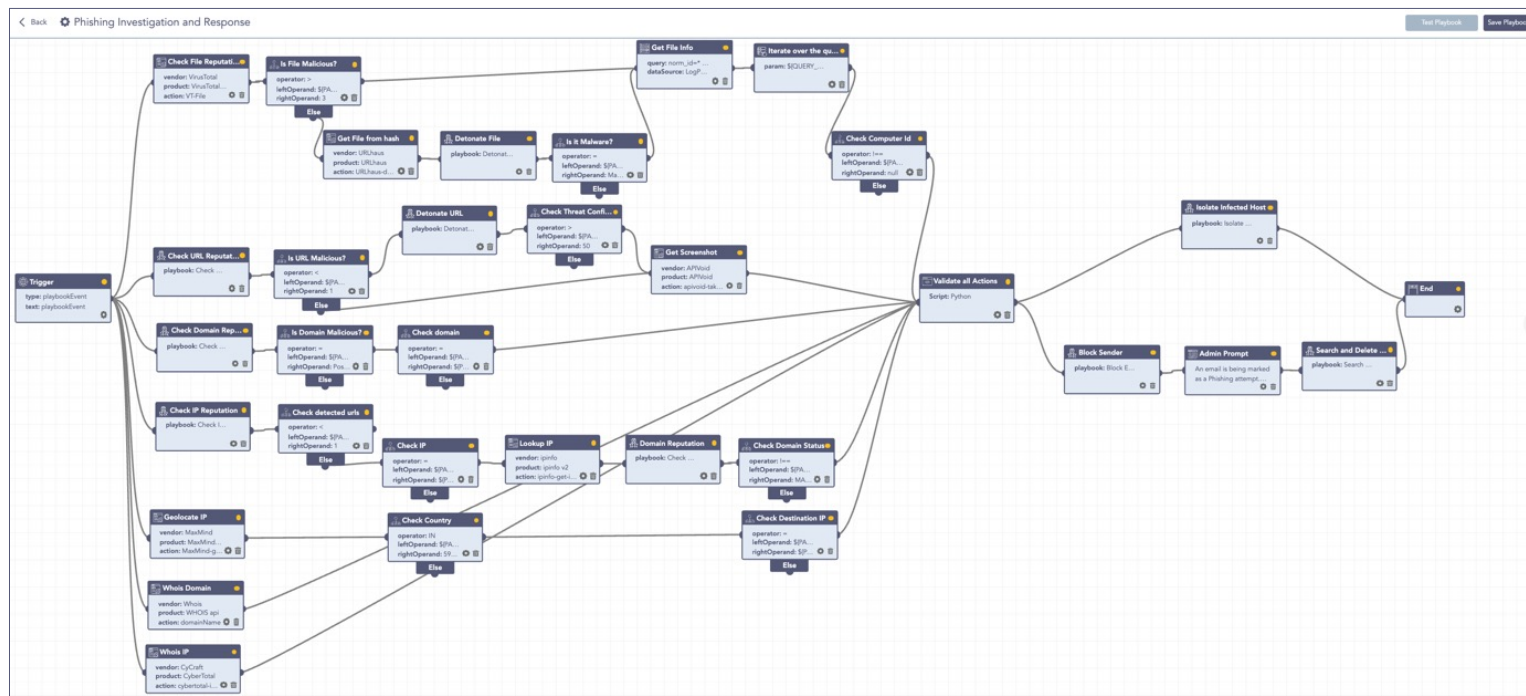 Back
Phishing Investigation and Response
Test Playbook
Save Playboo
Check File Reputati...
vendor: VirusTotal
product: VirusTotal...
action: VT-File
Is File Malicious?
operator: >
leftOperand: ${PA...
rightOperand: 3
Else
Get File Info
query: norm_id=*...
dataSource: LogP...
Iterate over the qu...
param: ${QUERY_...
Get File from hash
vendor: URLhaus
product: URLhaus
action: URLhaus-d...
Detonate File
playbook: Detonat...
Is it Malware?
operator: =
leftOperand: ${PA...
rightOperand: Ma...
Else
Check Computer Id
operator: !==
leftOperand: ${PA...
rightOperand: null
Else
Detonate URL
playbook: Detonat...
Check Threat Confi...
operator: >
leftOperand: ${PA...
rightOperand: 50
Else
Isolate Infected Host
playbook: Isolate ...
Check URL Reputat...
playbook: Check ...
Is URL Malicious?
operator: <
leftOperand: ${PA...
rightOperand: 1
Else
Get Screenshot
vendor: APIVoid
product: APIVoid
action: apivoid-tak...
Trigger
type: playbookEvent
text: playbookEvent
Validate all Actions
Script: Python
End
Check Domain Rep...
playbook: Check ...
Is Domain Malicious?
operator: =
leftOperand: ${PA...
rightOperand: Pos...
Else
Check domain
operator: =
leftOperand: ${PA...
rightOperand: ${P...
Else
Block Sender
playbook: Block E...
Admin Prompt
An email is being marked
as a Phishing attempt....
Search and Delete ...
playbook: Search ...
Check IP Reputation
playbook: Check I...
Check detected urls
operator: <
leftOperand: ${PA...
rightOperand: 1
Else
Check IP
operator: =
leftOperand: ${PA...
rightOperand: ${P...
Else
Lookup IP
vendor: ipinfo
product: ipinfo v2
action: ipinfo-get-i...
Domain Reputation
playbook: Check ...
Check Domain Status
operator: !==
leftOperand: ${PA...
rightOperand: MA...
Else
Geolocate IP
vendor: MaxMind
product: MaxMind...
action: MaxMind-g...
Check Country
operator: IN
leftOperand: ${PA...
rightOperand: S9...
Else
Check Destination IP
operator: =
leftOperand: ${PA...
rightOperand: ${P...
Else
Whois Domain
vendor: Whois
product: WHOIS api
action: domainName
Whois IP
vendor: CyCraft
product: CyberTotal
action: cybertotal-i...